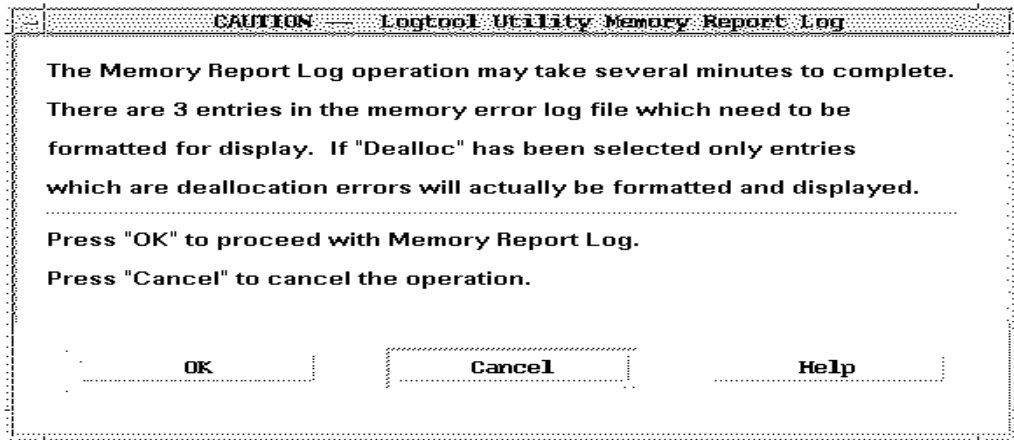 CAUTION — Logtool Utility Memory Report Log
The Memory Report Log operation may take several minutes to complete.
There are 3 entries in the memory error log file which need to be
formatted for display.  If "Dealloc" has been selected only entries
which are deallocation errors will actually be formatted and displayed.
Press "OK" to proceed with Memory Report Log.
Press "Cancel" to cancel the operation.
OK Cancel Help